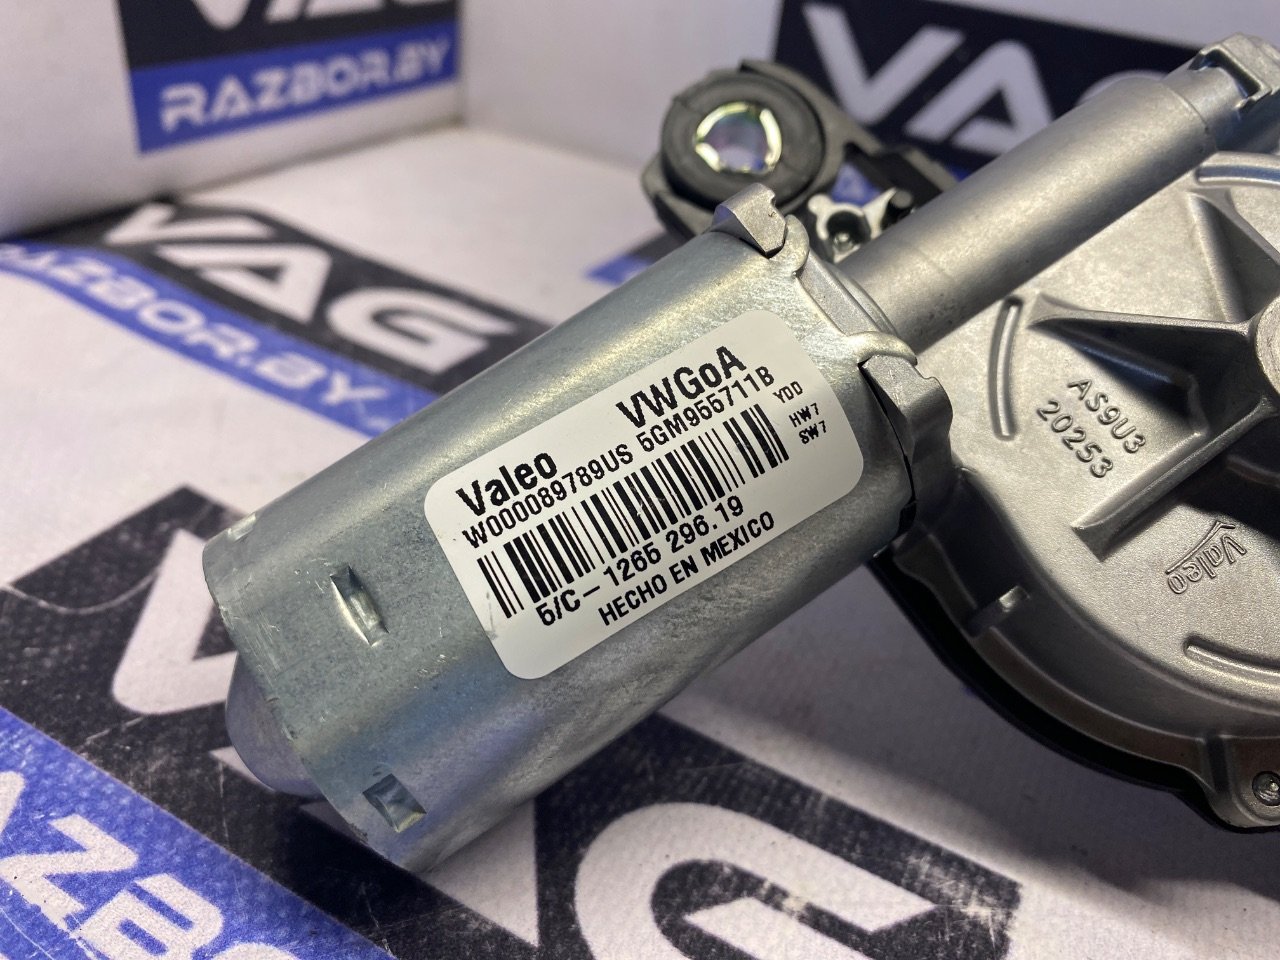 VAG
RAZBOR.BY
VAG
VAG
RAZBOR.BY
Valeo VWGoA
W000089789US 5GM955711B
YDD
HW7
SW7
5/C-1265 296.19
HECHO EN MEXICO
AS9U3
20253
Valeo